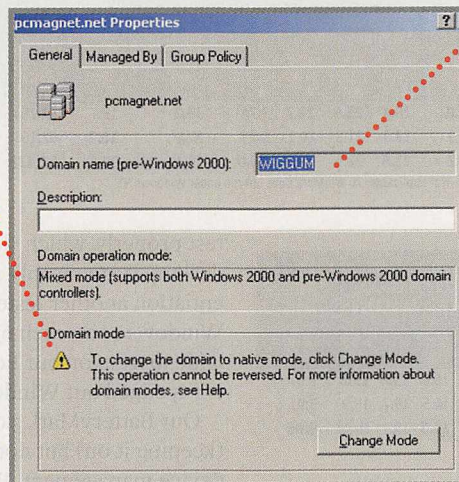 pcmagnet.net Properties
?
General Managed By Group Policy
pcmagnet.net
Domain name (pre-Windows 2000): WIGGUM
Description:
Domain operation mode:
Mixed mode (supports both Windows 2000 and pre-Windows 2000 domain
controllers).
Domain mode
To change the domain to native mode, click Change Mode.
This operation cannot be reversed. For more information about
domain modes, see Help.
Change Mode